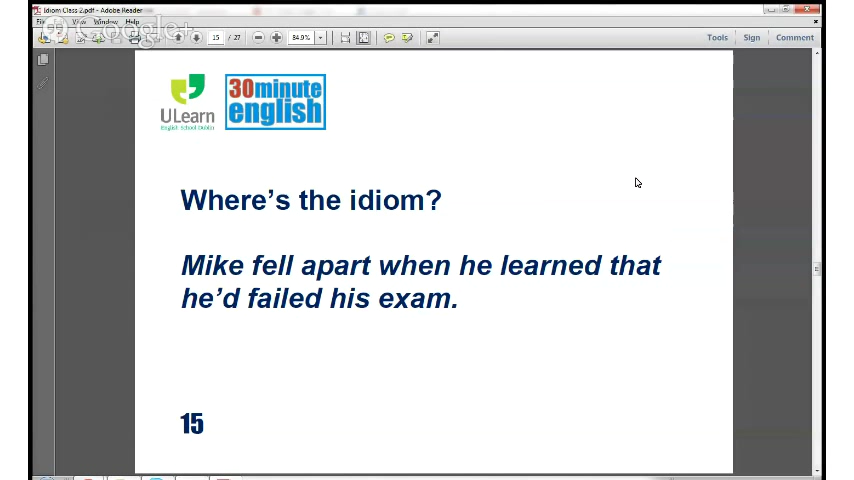 Idiom Class 2.pdf - Adobe Reader
View Window Help
Google+
15 / 27 84.9% Tools Sign Comment
ULearn
English School Dublin
30minute
english
Where's the idiom?
Mike fell apart when he learned that
he'd failed his exam.
15